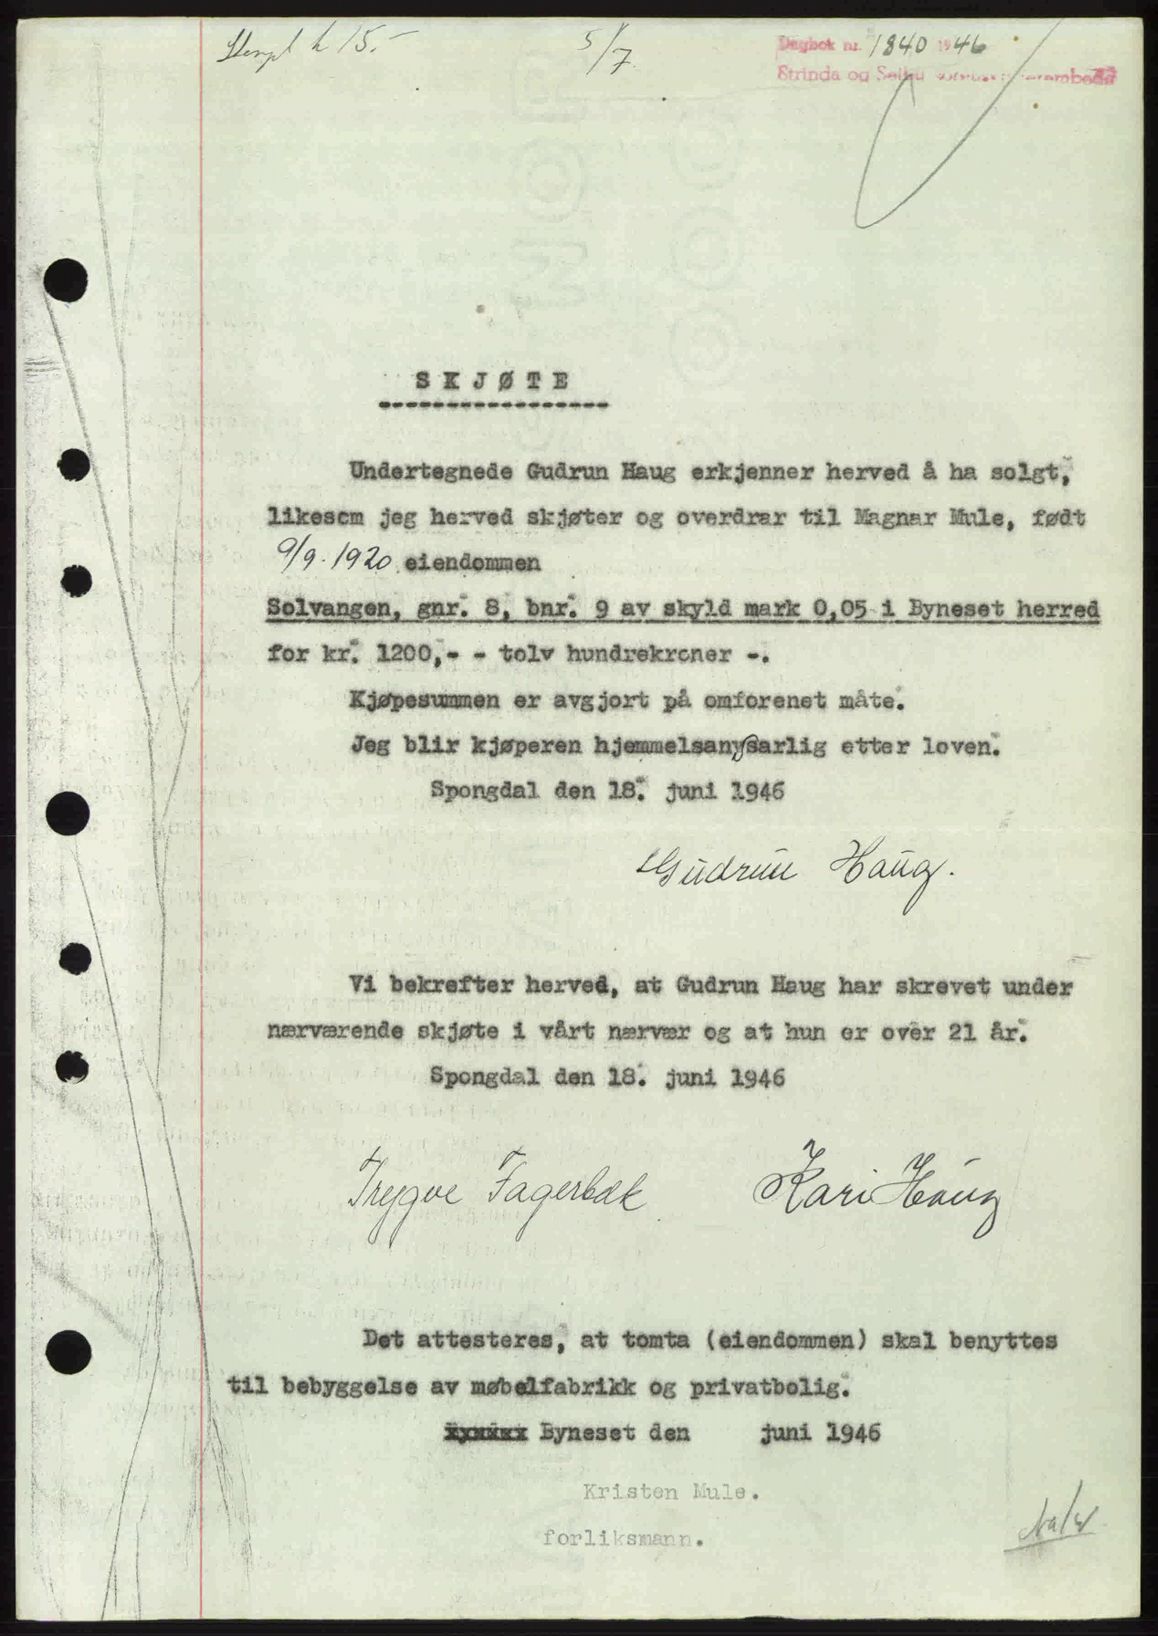 Stempl k 15.-
5/7.
Dagbok nr. 1840 1946
Strinda og Selbu
SKJØTE
-----------------
Undertegnede Gudrun Haug erkjenner herved å ha solgt,
likesom jeg herved skjøter og overdrar til Magnar Mule, født
9/9.1920 eiendommen
Solvangen, gnr. 8, bnr. 9 av skyld mark 0,05 i Byneset herred
for kr. 1200,- - tolv hundrekroner -.
Kjøpesummen er avgjort på omforenet måte.
Jeg blir kjøperen hjemmelsansvarlig etter loven.
Spongdal den 18. juni 1946
Gudrun Haug.
Vi bekrefter herved, at Gudrun Haug har skrevet under
nærværende skjøte i vårt nærvær og at hun er over 21 år.
Spongdal den 18. juni 1946
Trygve Fagerbæk Kari Haug
Det attesteres, at tomta (eiendommen) skal benyttes
til bebyggelse av møbelfabrikk og privatbolig.
Byneset den juni 1946
Kristen Mule.
forliksmann.